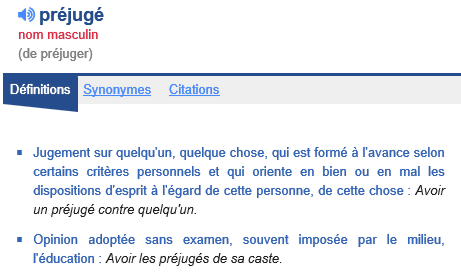 préjugé
nom masculin
(de préjuger)
Définitions Synonymes Citations
Jugement sur quelqu'un, quelque chose, qui est formé à l'avance selon
certains critères personnels et qui oriente en bien ou en mal les
dispositions d'esprit à l'égard de cette personne, de cette chose : Avoir
un préjugé contre quelqu'un.
Opinion adoptée sans examen, souvent imposée par le milieu,
l'éducation : Avoir les préjugés de sa caste.